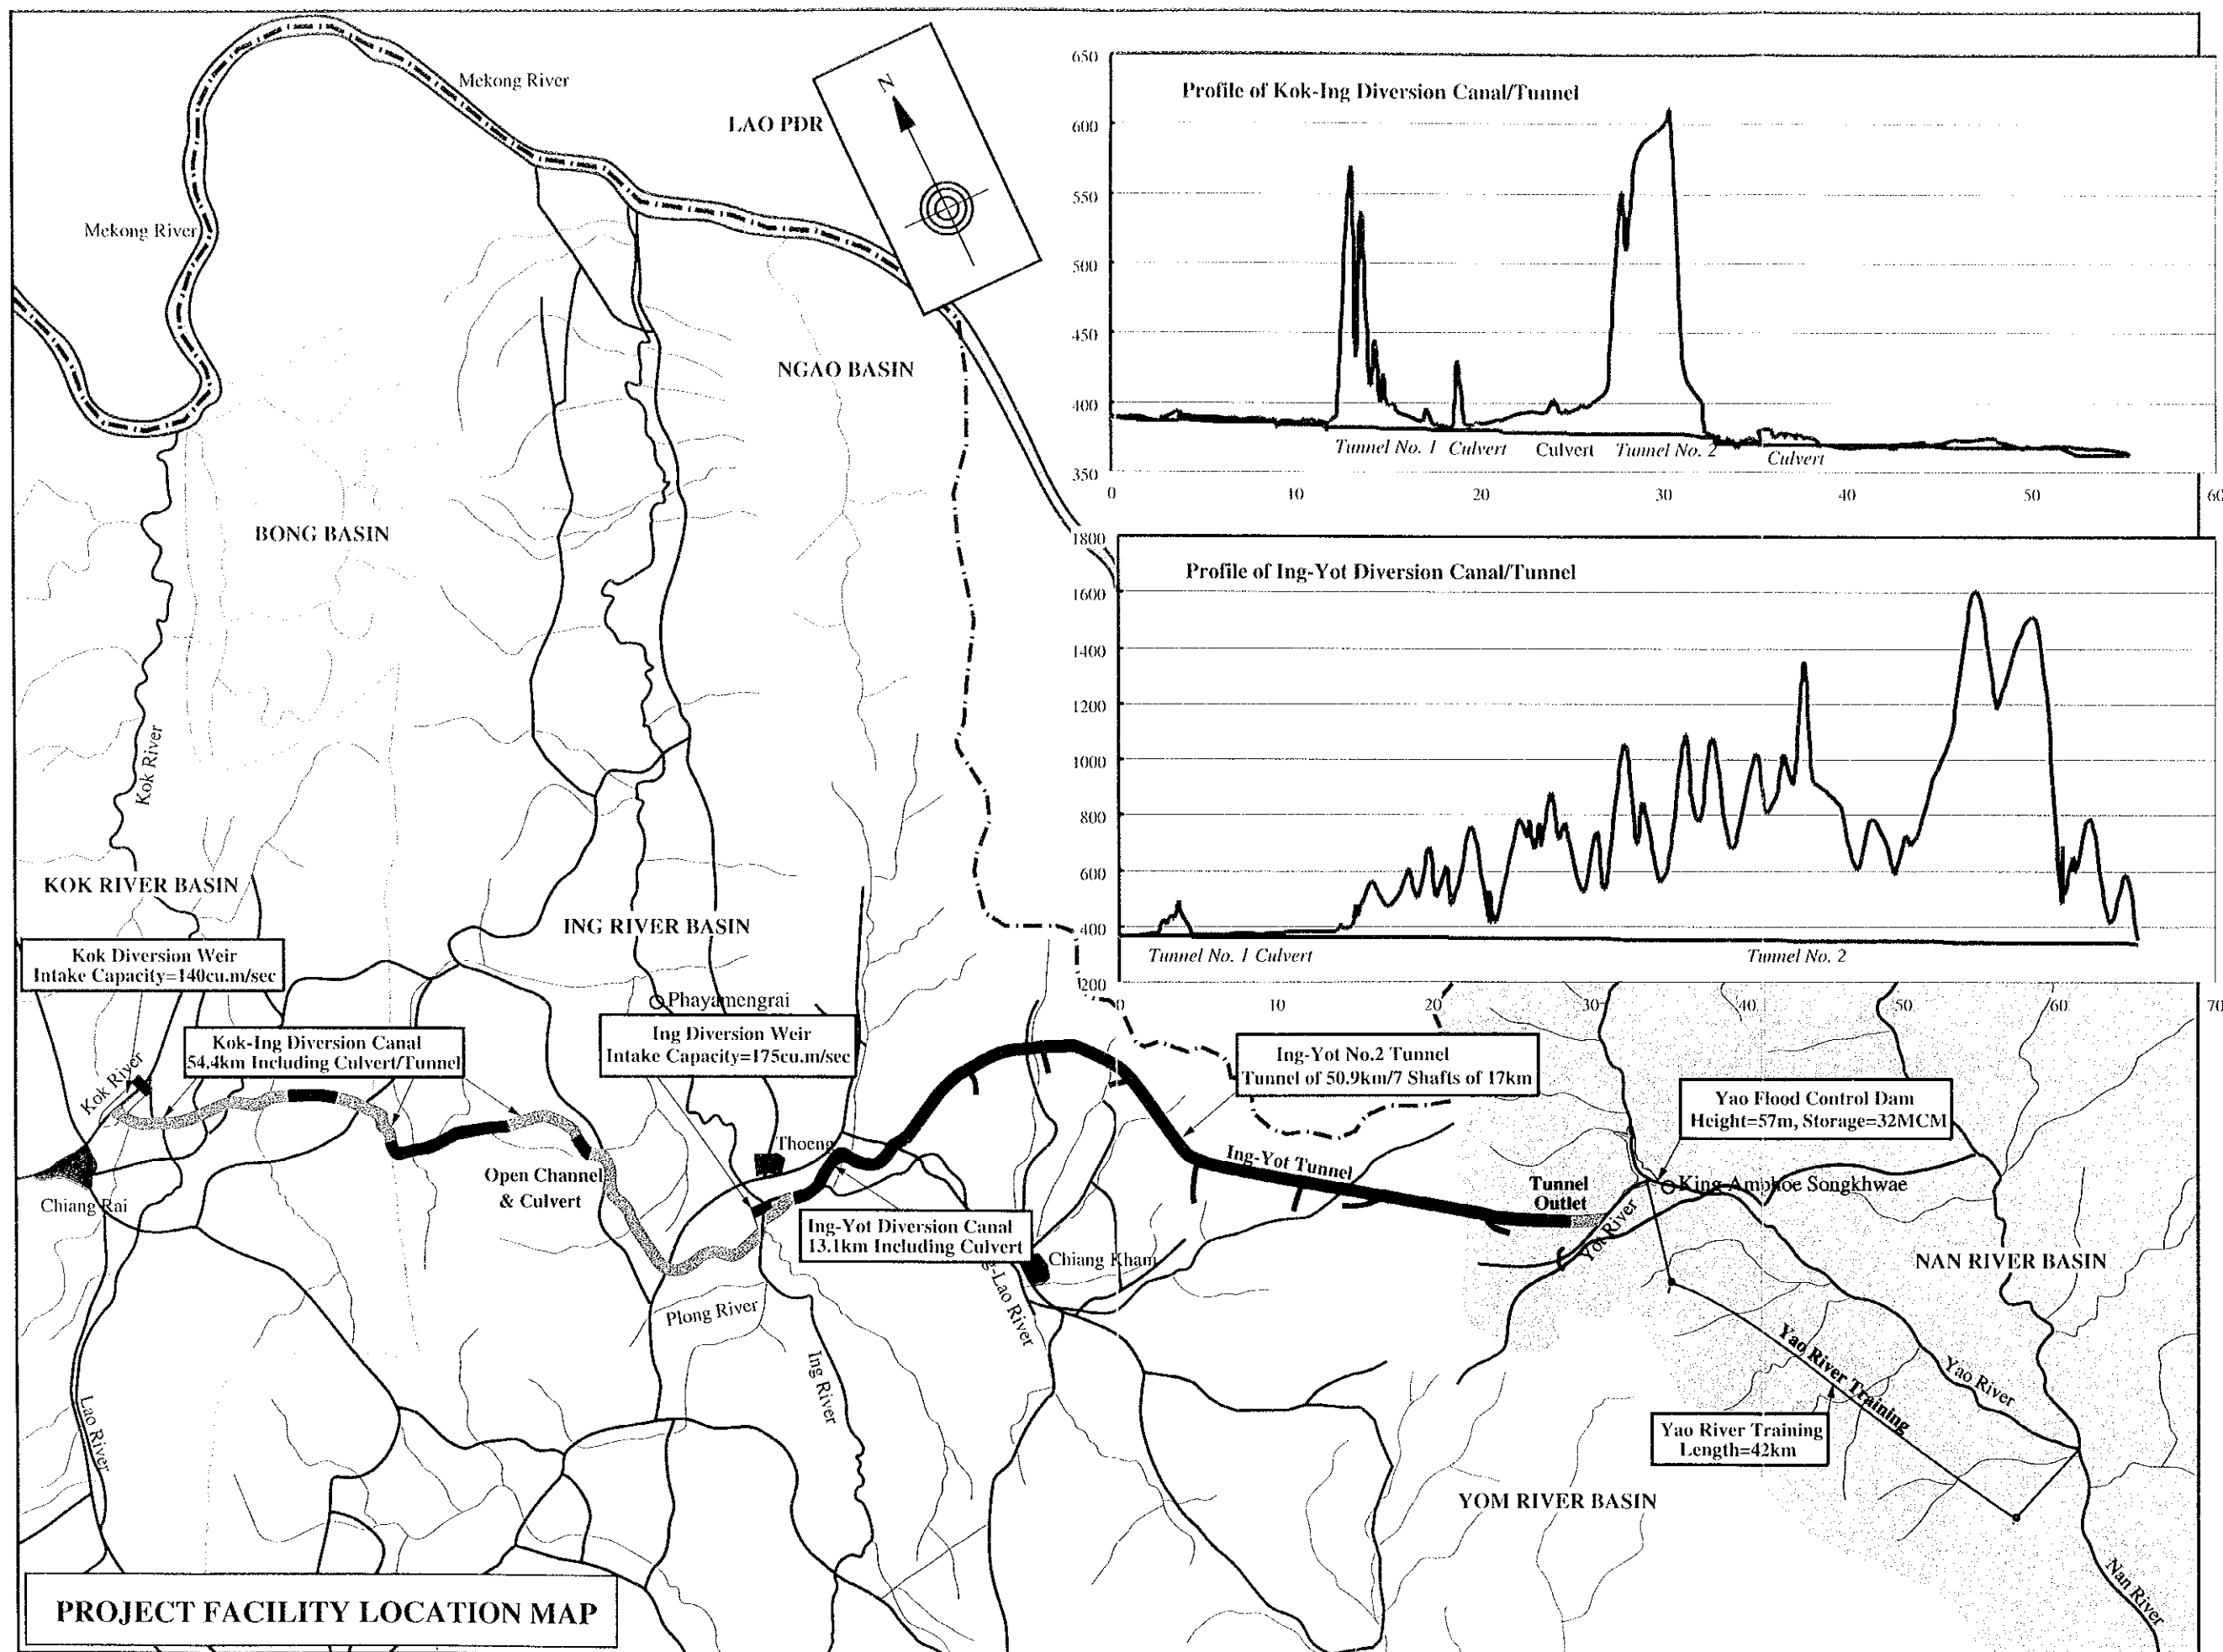 Mekong River
LAO PDR
N
Mekong River
NGAO BASIN
BONG BASIN
Kok River
KOK RIVER BASIN
ING RIVER BASIN
Kok Diversion Weir
Intake Capacity=140cu.m/sec
Phayamengrai
Ing Diversion Weir
Intake Capacity=175cu.m/sec
Kok-Ing Diversion Canal
54.4km Including Culvert/Tunnel
Kok River
Chiang Rai
Open Channel
& Culvert
Thoeng
Ing-Yot Diversion Canal
13.1km Including Culvert
Plong River
Ing River
Lao River
-Lao River
Chiang Kham
Ing-Yot No.2 Tunnel
Tunnel of 50.9km/7 Shafts of 17km
Ing-Yot Tunnel
Tunnel
Outlet
Yot River
Yao Flood Control Dam
Height=57m, Storage=32MCM
King Amphoe Songkhwae
NAN RIVER BASIN
Yao River Training
Yao River
Yao River Training
Length=42km
YOM RIVER BASIN
Nan River
PROJECT FACILITY LOCATION MAP
Profile of Kok-Ing Diversion Canal/Tunnel
650
600
550
500
450
400
350
Tunnel No. 1 Culvert Culvert Tunnel No. 2
Culvert
0 10 20 30 40 50 60
Profile of Ing-Yot Diversion Canal/Tunnel
1800
1600
1400
1200
1000
800
600
400
200
Tunnel No. 1 Culvert Tunnel No. 2
0 10 20 30 40 50 60 70